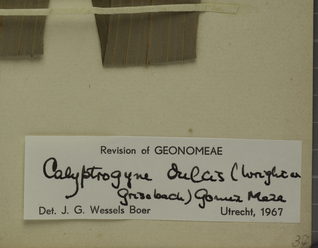 Revision of GEONOMEAE
Calyptrogyne dulcis (Wright ex
Grisebach) Gomez Maza
Det. J. G. Wessels Boer Utrecht, 1967